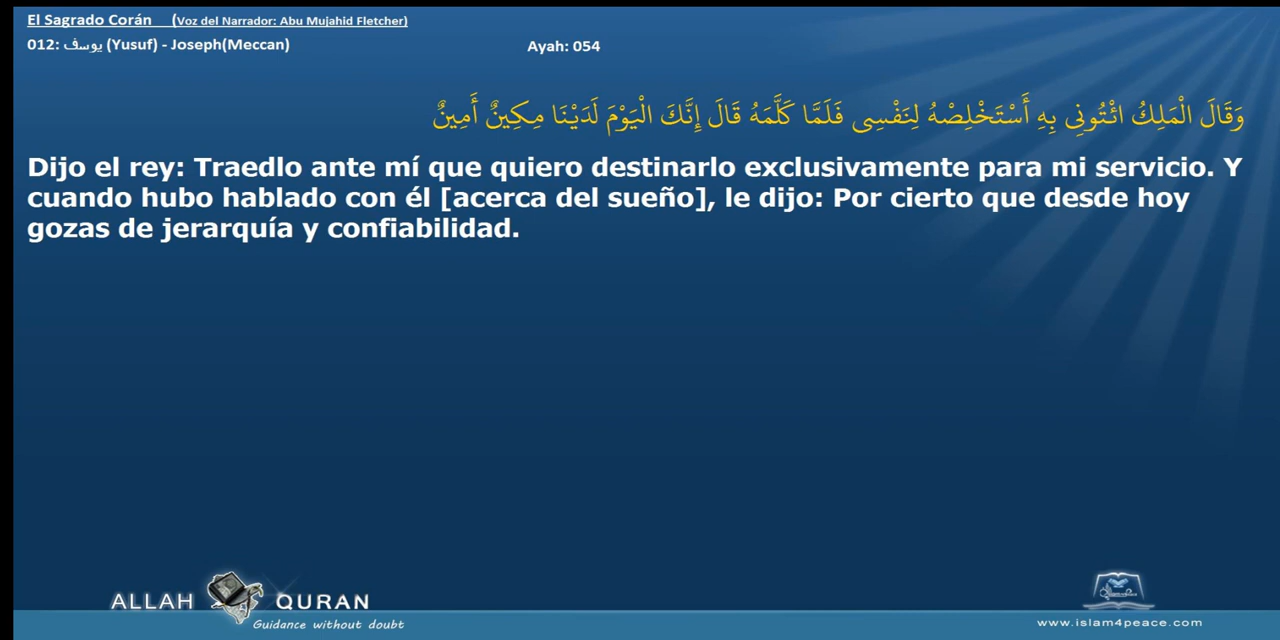 El Sagrado Corán (Voz del Narrador: Abu Mujahid Fletcher)
012: يوسف (Yusuf) - Joseph(Meccan) Ayah: 054
وَقَالَ الْمَلِكُ ائْتُونِي بِهِ أَسْتَخْلِصْهُ لِنَفْسِي فَلَمَّا كَلَّمَهُ قَالَ إِنَّكَ الْيَوْمَ لَدَيْنَا مِكِينٌ أَمِينٌ
Dijo el rey: Traedlo ante mí que quiero destinarlo exclusivamente para mi servicio. Y
cuando hubo hablado con él [acerca del sueño], le dijo: Por cierto que desde hoy
gozas de jerarquía y confiabilidad.
ALLAH QURAN
Guidance without doubt
www.islam4peace.com